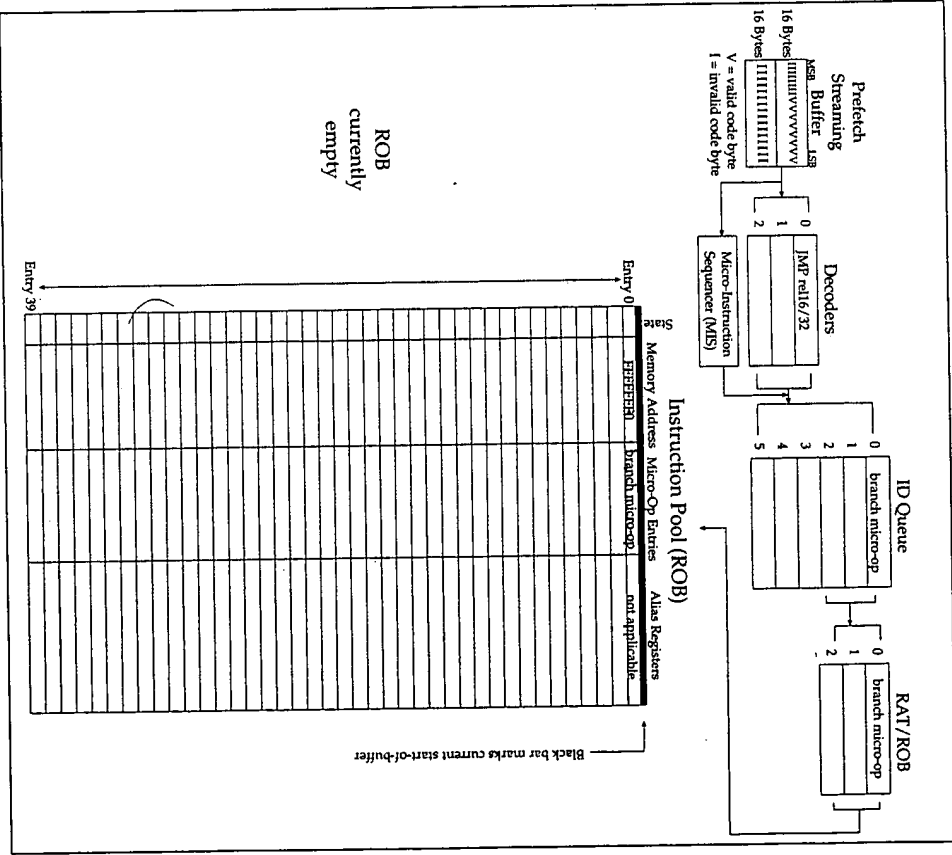 Prefetch
Streaming
Buffer
MSB
LSB
16 Bytes
16 Bytes
V = valid code byte
I = invalid code byte
Decoders
0
JMP rel16/32
1
2
Micro-Instruction
Sequencer (MIS)
ID Queue
0
branch micro-op
1
2
3
4
5
RAT/ROB
0
branch micro-op
1
2
Instruction Pool (ROB)
State
Memory Address
Micro-Op Entries
Alias Registers
Entry 0
FFFFFFF0
branch micro-op
not applicable
Entry 39
Black bar marks current start-of-buffer
ROB
currently
empty